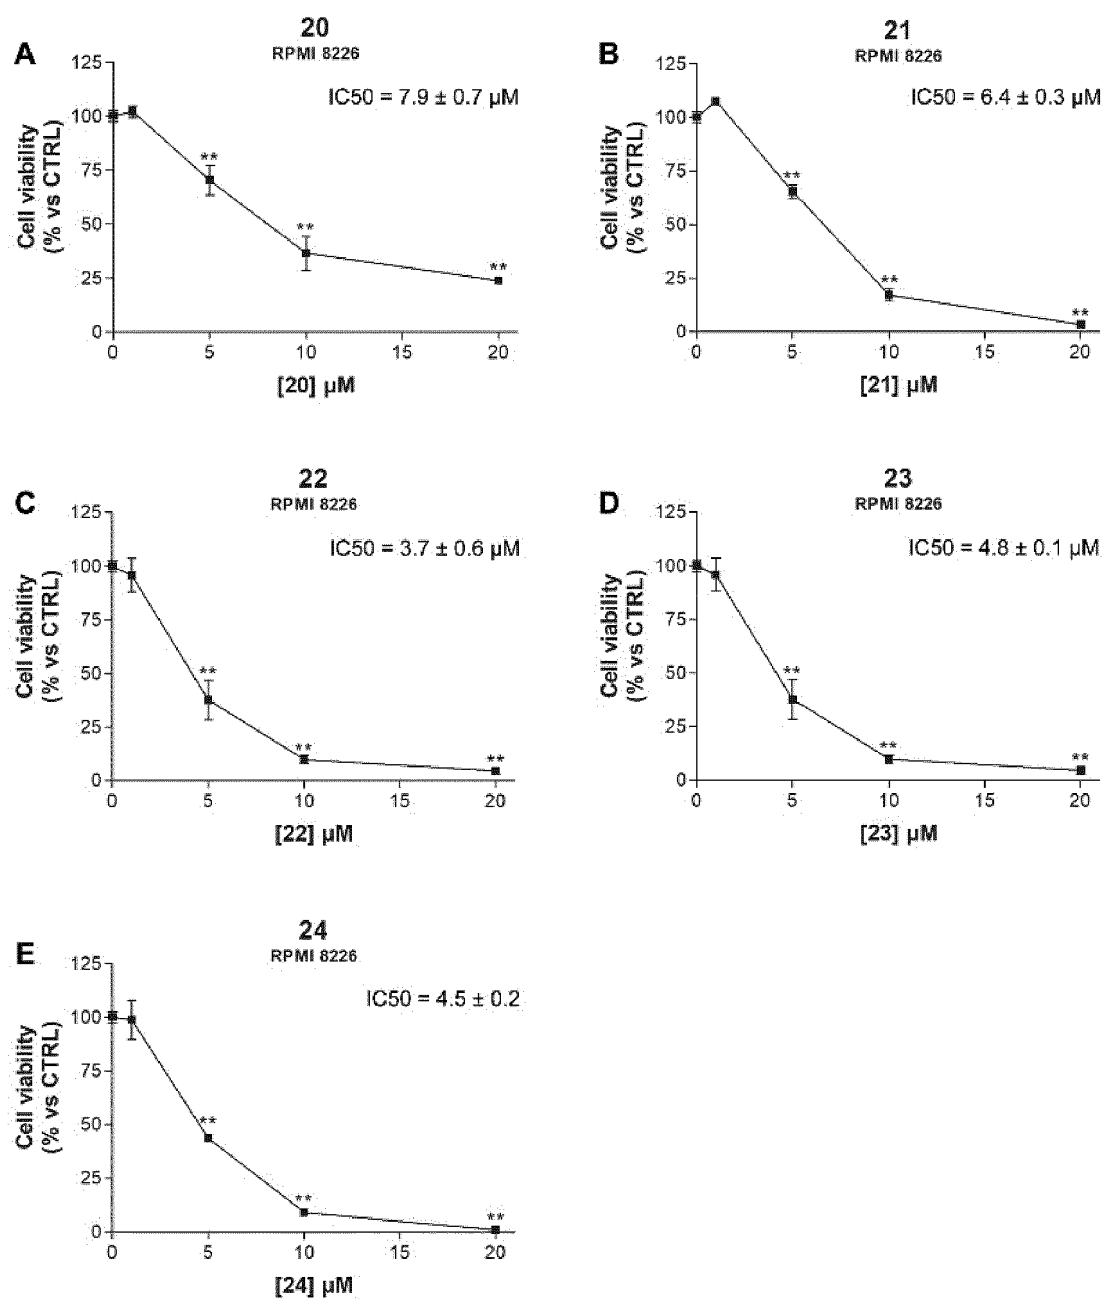 A
20
RPMI 8226
IC50 = 7.9 ± 0.7 µM
Cell viability
(% vs CTRL)
125
100
75
50
25
0
**
**
**
0 5 10 15 20
[20] µM
B
21
RPMI 8226
IC50 = 6.4 ± 0.3 µM
Cell viability
(% vs CTRL)
125
100
75
50
25
0
**
**
**
0 5 10 15 20
[21] µM
C
22
RPMI 8226
IC50 = 3.7 ± 0.6 µM
Cell viability
(% vs CTRL)
125
100
75
50
25
0
**
**
**
0 5 10 15 20
[22] µM
D
23
RPMI 8226
IC50 = 4.8 ± 0.1 µM
Cell viability
(% vs CTRL)
125
100
75
50
25
0
**
**
**
0 5 10 15 20
[23] µM
E
24
RPMI 8226
IC50 = 4.5 ± 0.2
Cell viability
(% vs CTRL)
125
100
75
50
25
0
**
**
**
0 5 10 15 20
[24] µM